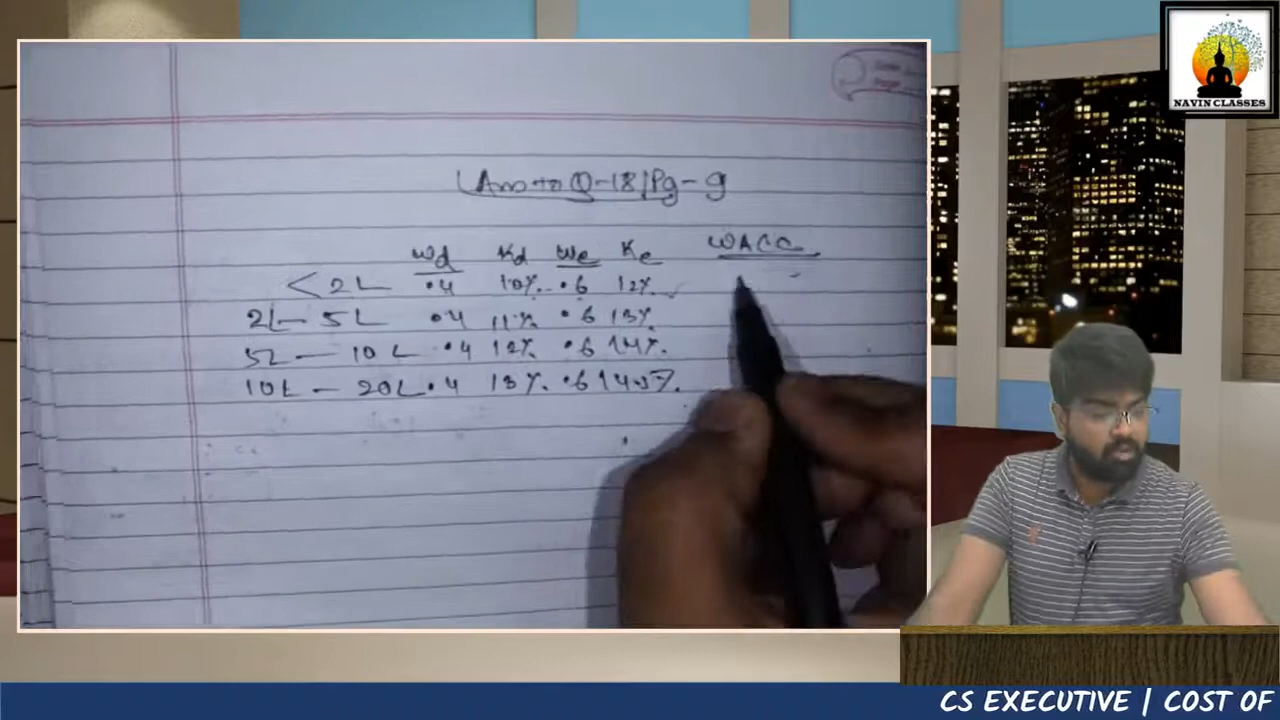 NAVIN CLASSES
Ans to Q-18 | Pg-9
Wd Kd We Ke WACC
<2L .4 10% .6 12%
2L - 5L .4 11% .6 13%
5L - 10L .4 12% .6 14%
10L - 20L .4 13% .6 14.5%
CS EXECUTIVE | COST OF